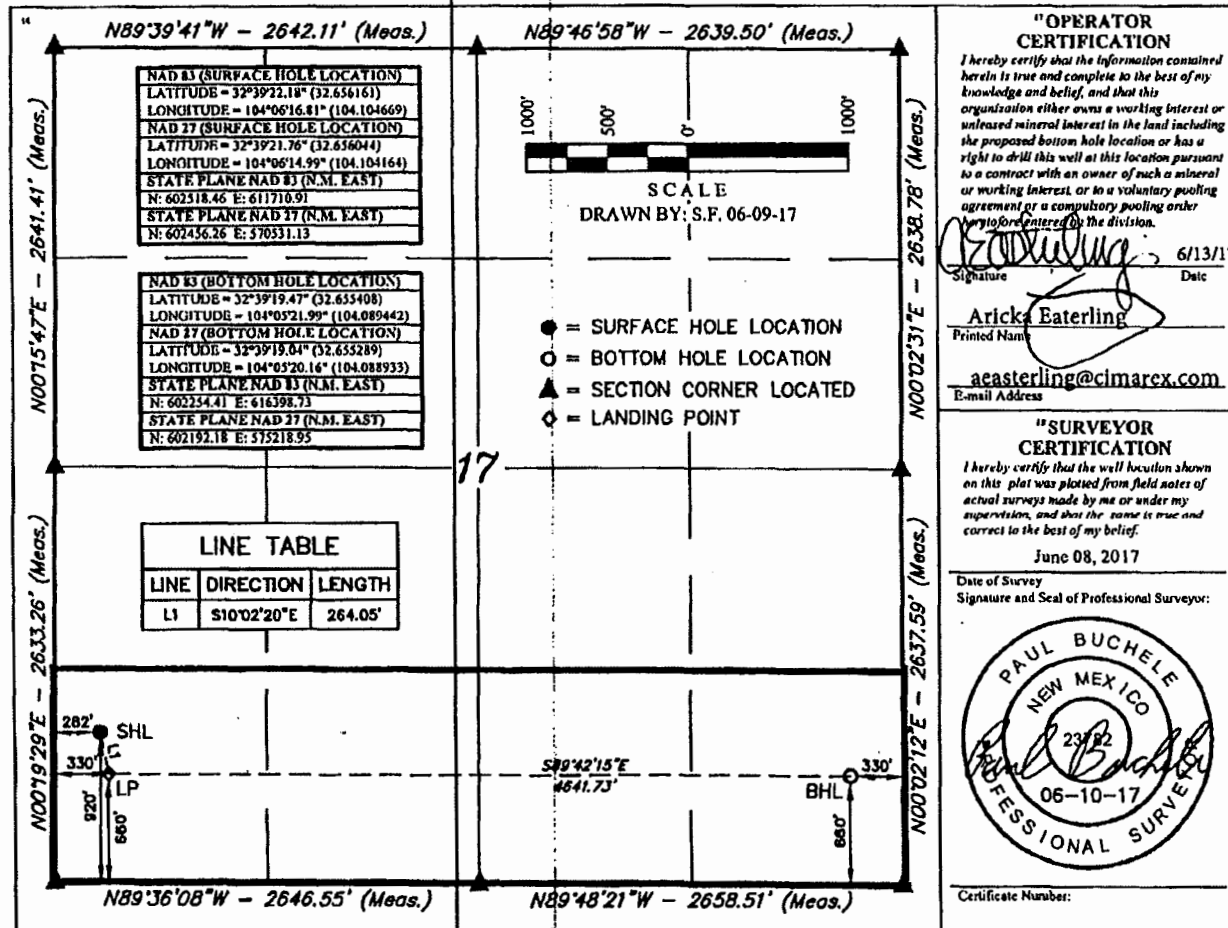 N89°39'41"W – 2642.11' (Meas.)
N89°46'58"W – 2639.50' (Meas.)
N00°15'47"E – 2641.41' (Meas.)
NAD 83 (SURFACE HOLE LOCATION)
LATITUDE = 32°39'22.18" (32.656161)
LONGITUDE = 104°06'16.81" (104.104669)
NAD 27 (SURFACE HOLE LOCATION)
LATITUDE = 32°39'21.76" (32.656044)
LONGITUDE = 104°06'14.99" (104.104164)
STATE PLANE NAD 83 (N.M. EAST)
N: 602518.46 E: 611710.91
STATE PLANE NAD 27 (N.M. EAST)
N: 602456.26 E: 570531.13
NAD 83 (BOTTOM HOLE LOCATION)
LATITUDE = 32°39'19.47" (32.655408)
LONGITUDE = 104°05'21.99" (104.089442)
NAD 27 (BOTTOM HOLE LOCATION)
LATITUDE = 32°39'19.04" (32.655289)
LONGITUDE = 104°05'20.16" (104.088933)
STATE PLANE NAD 83 (N.M. EAST)
N: 602254.41 E: 616398.73
STATE PLANE NAD 27 (N.M. EAST)
N: 602192.18 E: 575218.95
1000' 500' 0' 1000'
SCALE
DRAWN BY: S.F. 06-09-17
= SURFACE HOLE LOCATION
= BOTTOM HOLE LOCATION
= SECTION CORNER LOCATED
= LANDING POINT
N00°02'31"E – 2638.78' (Meas.)
17
LINE TABLE
LINE DIRECTION LENGTH
L1 S10°02'20"E 264.05'
N00°19'29"E – 2633.26' (Meas.)
282' SHL
L1
330' LP
920'
660'
S89°42'15"E
4641.73'
BHL 330'
660'
N00°02'12"E – 2637.59' (Meas.)
N89°36'08"W – 2646.55' (Meas.)
N89°48'21"W – 2658.51' (Meas.)
"OPERATOR
CERTIFICATION
I hereby certify that the information contained
herein is true and complete to the best of my
knowledge and belief, and that this
organization either owns a working interest or
unleased mineral interest in the land including
the proposed bottom hole location or has a
right to drill this well at this location pursuant
to a contract with an owner of such a mineral
or working interest, or to a voluntary pooling
agreement or a compulsory pooling order
heretofore entered by the division.
6/13/1
Signature Date
Aricka Eaterling
Printed Name
aeasterling@cimarex.com
E-mail Address
"SURVEYOR
CERTIFICATION
I hereby certify that the well location shown
on this plat was plotted from field notes of
actual surveys made by me or under my
supervision, and that the same is true and
correct to the best of my belief.
June 08, 2017
Date of Survey
Signature and Seal of Professional Surveyor:
PAUL BUCHELE
NEW MEXICO
23782
Paul Buchele
06-10-17
PROFESSIONAL SURVEYOR
Certificate Number: